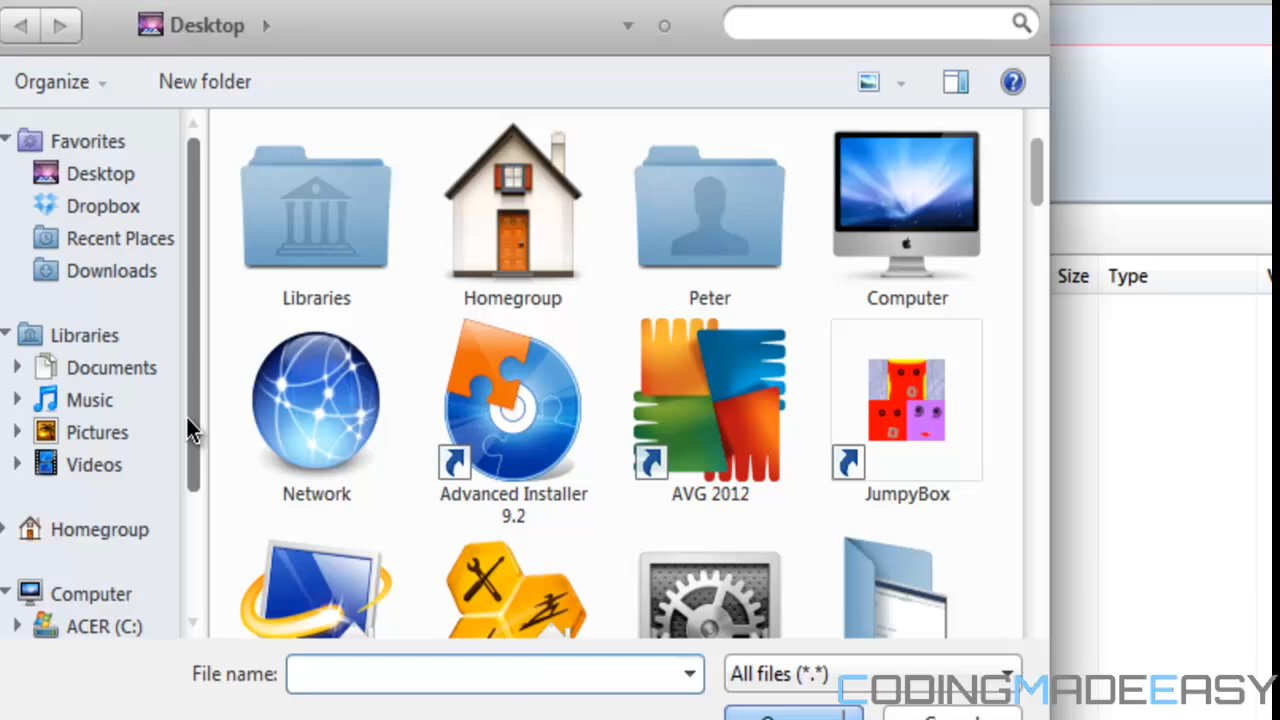 Desktop
Organize
New folder
Favorites
Desktop
Dropbox
Recent Places
Downloads
Libraries
Documents
Music
Pictures
Videos
Homegroup
Computer
ACER (C:)
Libraries
Homegroup
Peter
Computer
Network
Advanced Installer
9.2
AVG 2012
JumpyBox
Size
Type
File name:
All files (*.*)
CODINGMADEEASY